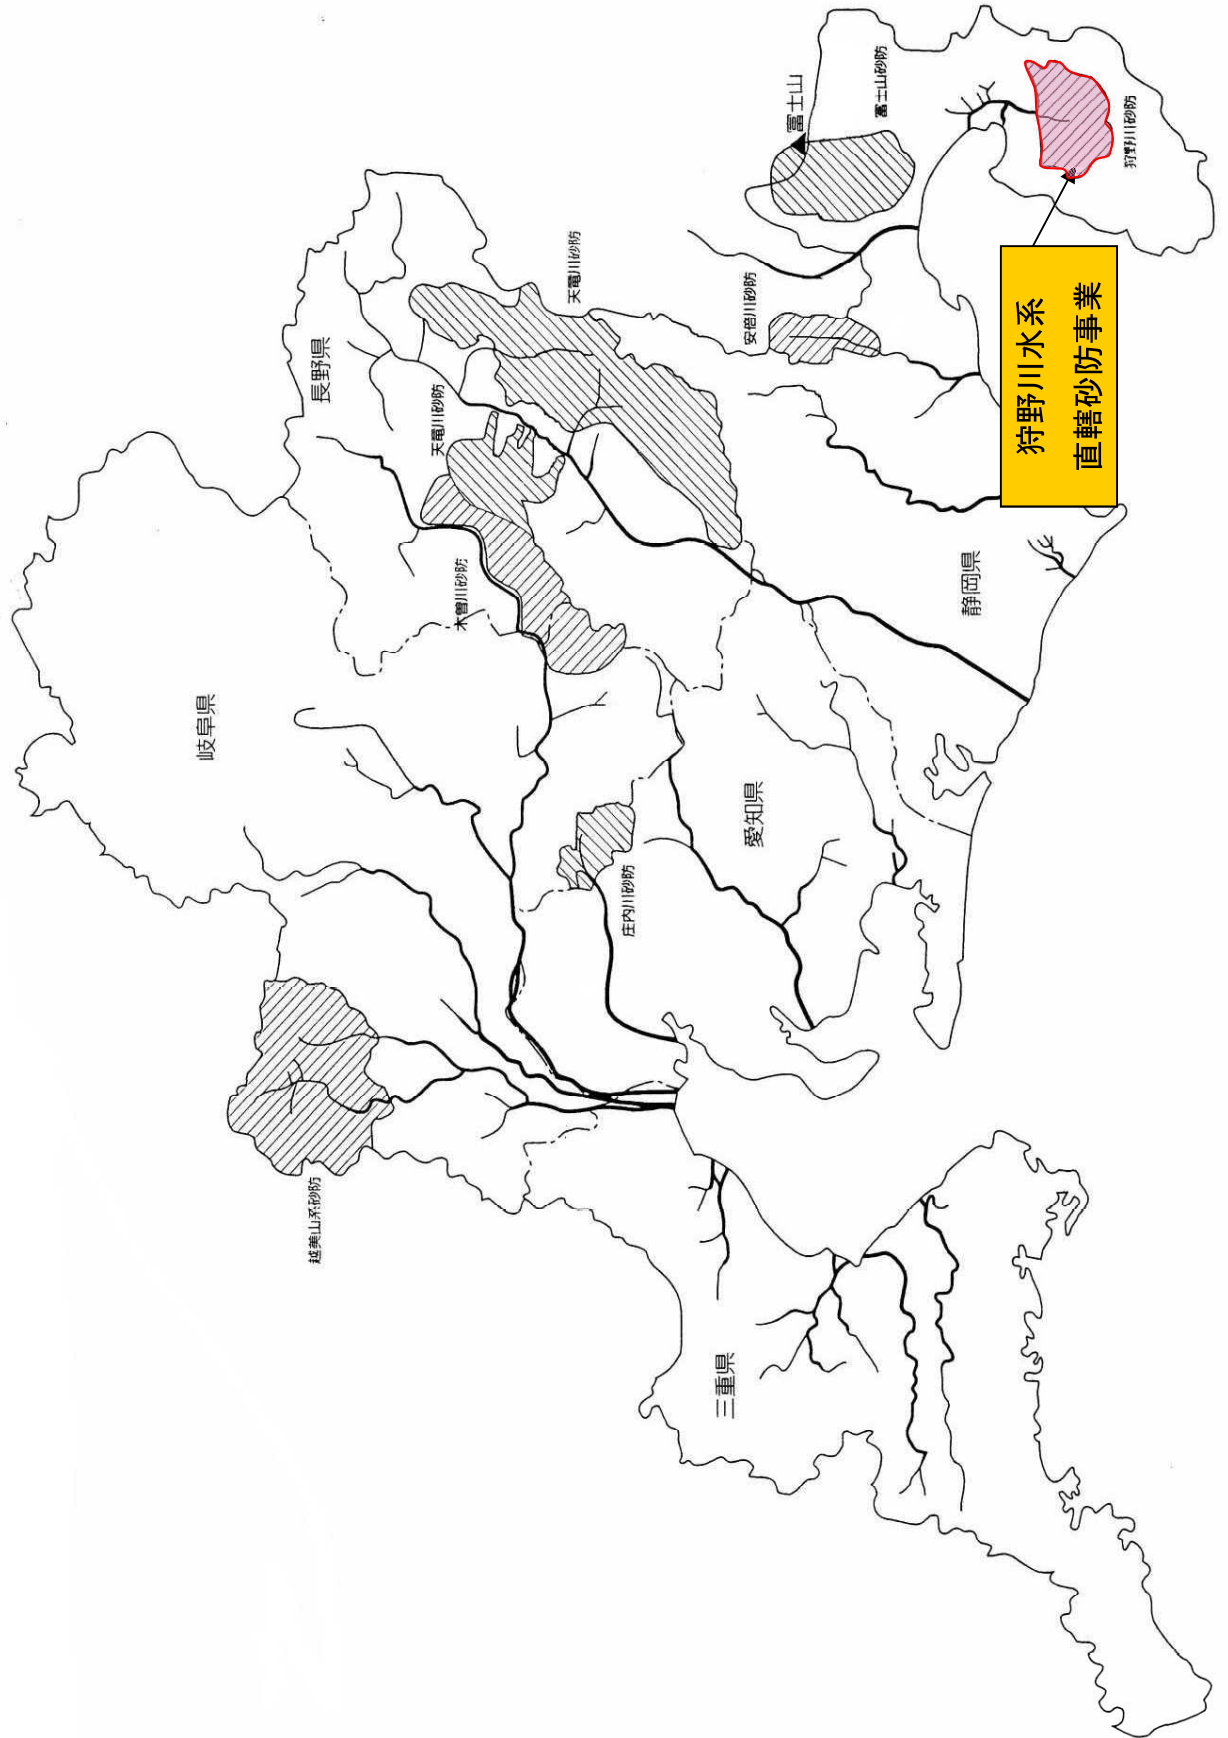 岐阜県
越美山系砂防
長野県
天竜川砂防
木曽川砂防
天竜川砂防
庄内川砂防
三重県
愛知県
安倍川砂防
富士山
富士山砂防
静岡県
狩野川水系
直轄砂防事業
狩野川砂防